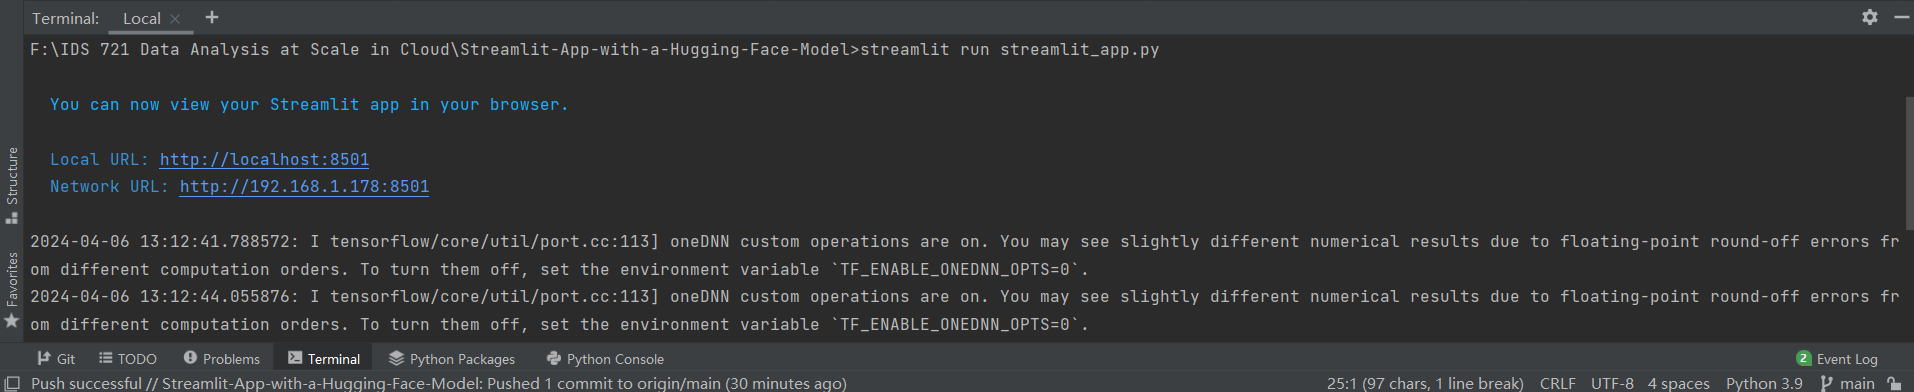 Terminal: Local × +
F:\IDS 721 Data Analysis at Scale in Cloud\Streamlit-App-with-a-Hugging-Face-Model>streamlit run streamlit_app.py
You can now view your Streamlit app in your browser.
Local URL: http://localhost:8501
Network URL: http://192.168.1.178:8501
2024-04-06 13:12:41.788572: I tensorflow/core/util/port.cc:113] oneDNN custom operations are on. You may see slightly different numerical results due to floating-point round-off errors fr
om different computation orders. To turn them off, set the environment variable `TF_ENABLE_ONEDNN_OPTS=0`.
2024-04-06 13:12:44.055876: I tensorflow/core/util/port.cc:113] oneDNN custom operations are on. You may see slightly different numerical results due to floating-point round-off errors fr
om different computation orders. To turn them off, set the environment variable `TF_ENABLE_ONEDNN_OPTS=0`.
Structure
Favorites
Git TODO Problems Terminal Python Packages Python Console 2 Event Log
Push successful // Streamlit-App-with-a-Hugging-Face-Model: Pushed 1 commit to origin/main (30 minutes ago) 25:1 (97 chars, 1 line break) CRLF UTF-8 4 spaces Python 3.9 main